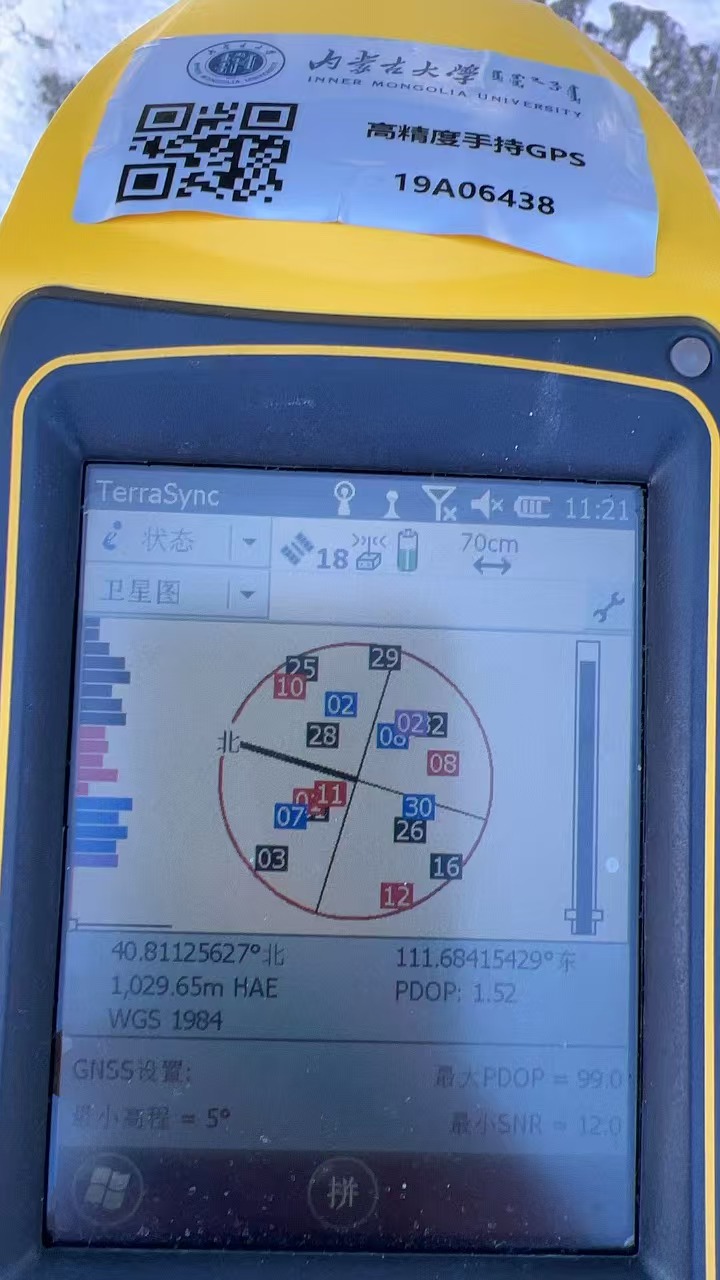 内蒙古大学
INNER MONGOLIA UNIVERSITY
高精度手持GPS
19A06438
TerraSync 11:21
状态 18 70cm
卫星图
29
25
10
02
02
28
08
北
11
30
07
26
03
16
12
40.81125627°北 111.68415429°东
1,029.65m HAE PDOP: 1.52
WGS 1984
GNSS设置: 最大PDOP = 99.0
最小高程 = 5° 最小SNR = 12.0
拼